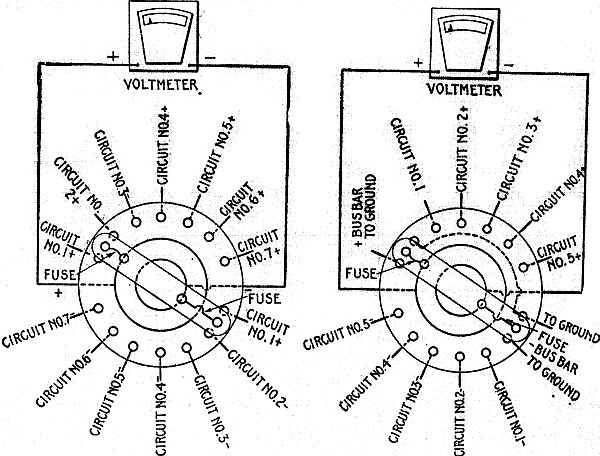 + -
VOLTMETER
CIRCUIT NO.
2+
CIRCUIT NO.3
CIRCUIT NO.4+
CIRCUIT NO.5+
CIRCUIT
NO.6+
CIRCUIT
NO.7+
CIRCUIT
NO.1+
FUSE
+ -
FUSE
CIRCUIT
NO.1+
CIRCUIT NO.2-
CIRCUIT NO.3-
CIRCUIT NO.4-
CIRCUIT NO.5-
CIRCUIT NO.6-
CIRCUIT NO.7-
+ -
VOLTMETER
+ BUS BAR
TO GROUND
CIRCUIT NO.1
CIRCUIT NO.2+
CIRCUIT NO.3+
CIRCUIT NO.4+
CIRCUIT
NO.5+
FUSE
TO GROUND
FUSE
-BUS BAR
TO GROUND
CIRCUIT NO.1-
CIRCUIT NO.2-
CIRCUIT NO.3-
CIRCUIT NO.4-
CIRCUIT NO.5-